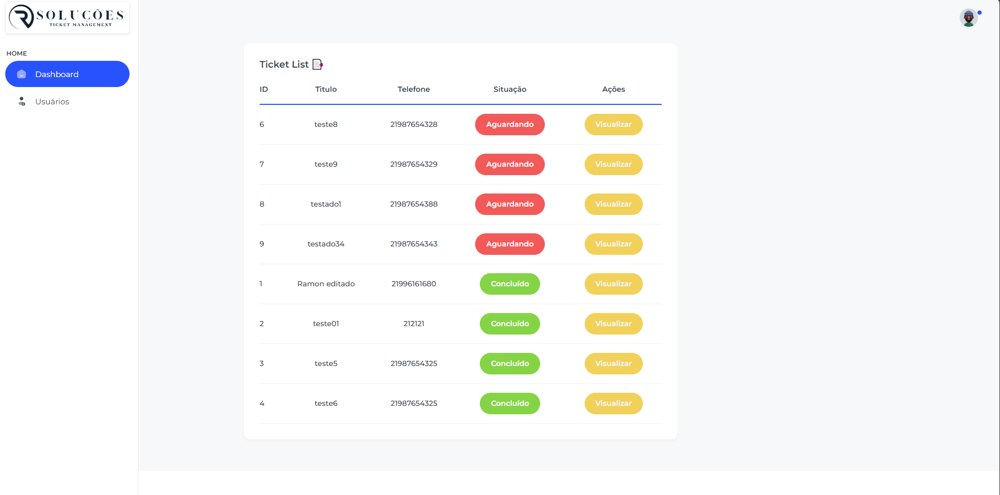 SOLUÇÕES
TICKET MANAGEMENT
HOME
Dashboard
Usuários
Ticket List
ID Titulo Telefone Situação Ações
6 teste8 21987654328 Aguardando Visualizar
7 teste9 21987654329 Aguardando Visualizar
8 testado1 21987654388 Aguardando Visualizar
9 testado34 21987654343 Aguardando Visualizar
1 Ramon editado 21996161680 Concluído Visualizar
2 teste01 212121 Concluído Visualizar
3 teste5 21987654325 Concluído Visualizar
4 teste6 21987654325 Concluído Visualizar